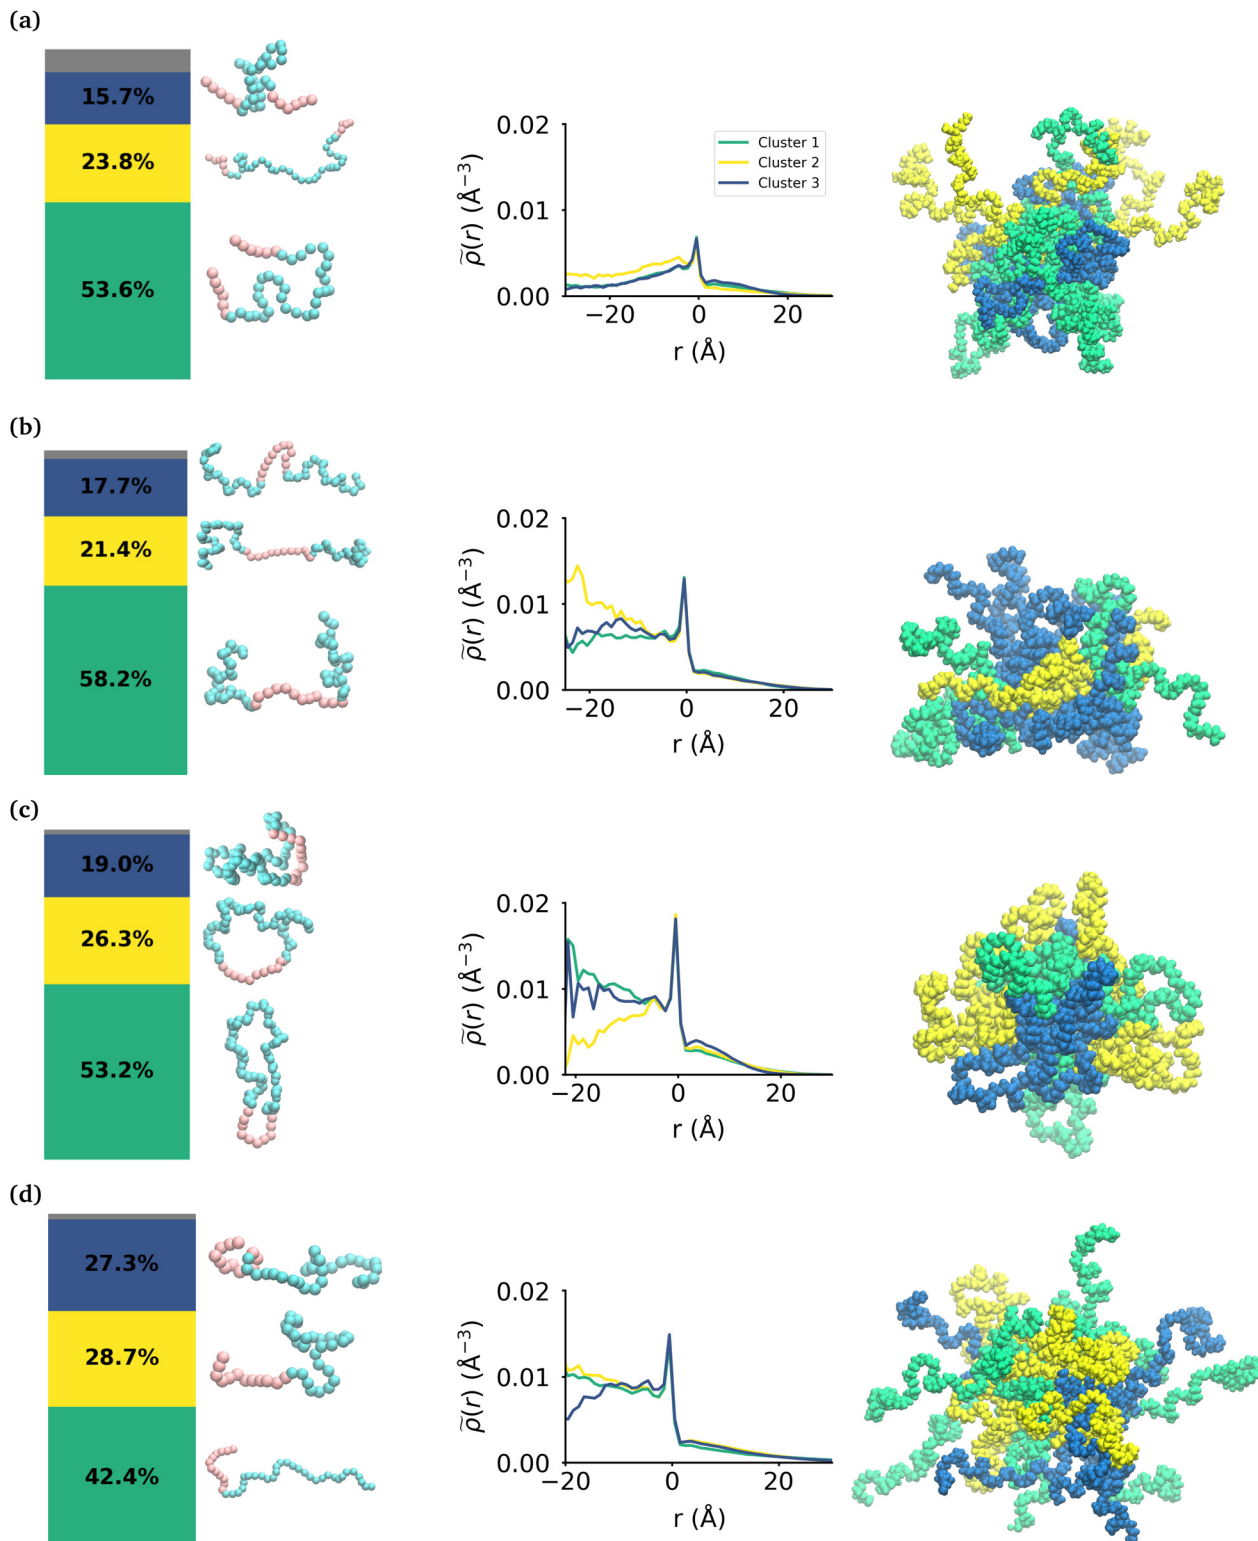 (a)
15.7%
23.8%
53.6%
0.02
0.01
0.00
ρ̃(r) (Å⁻³)
Cluster 1
Cluster 2
Cluster 3
−20 0 20
r (Å)
(b)
17.7%
21.4%
58.2%
0.02
0.01
0.00
ρ̃(r) (Å⁻³)
−20 0 20
r (Å)
(c)
19.0%
26.3%
53.2%
0.02
0.01
0.00
ρ̃(r) (Å⁻³)
−20 0 20
r (Å)
(d)
27.3%
28.7%
42.4%
0.02
0.01
0.00
ρ̃(r) (Å⁻³)
−20 0 20
r (Å)